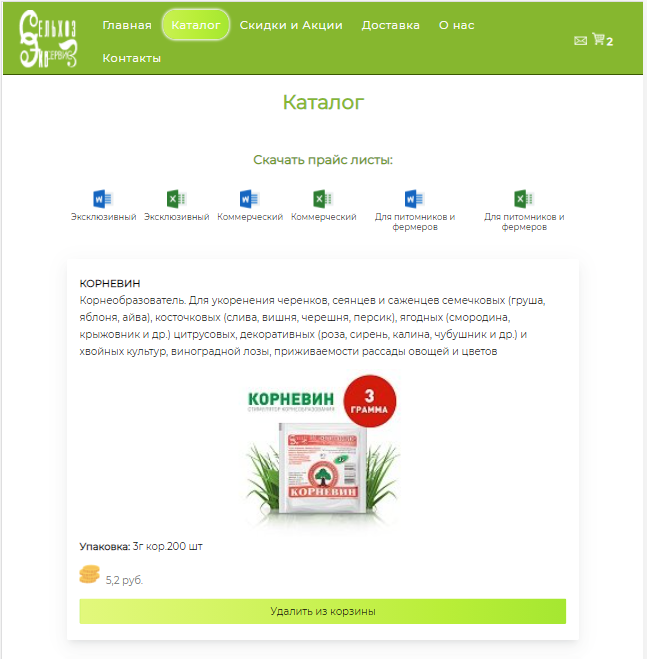 Сельхоз
Эко сервис
Главная
Каталог
Скидки и Акции
Доставка
О нас
Контакты
2
Каталог
Скачать прайс листы:
Эксклюзивный
Эксклюзивный
Коммерческий
Коммерческий
Для питомников и
фермеров
Для питомников и
фермеров
КОРНЕВИН
Корнеобразователь. Для укоренения черенков, сеянцев и саженцев семечковых (груша,
яблоня, айва), косточковых (слива, вишня, черешня, персик), ягодных (смородина,
крыжовник и др.) цитрусовых, декоративных (роза, сирень, калина, чубушник и др.) и
хвойных культур, виноградной лозы, приживаемости рассады овощей и цветов
КОРНЕВИН
СТИМУЛЯТОР КОРНЕОБРАЗОВАНИЯ
3
ГРАММА
КОРНЕВИН
Упаковка: 3г кор.200 шт
5,2 руб.
Удалить из корзины